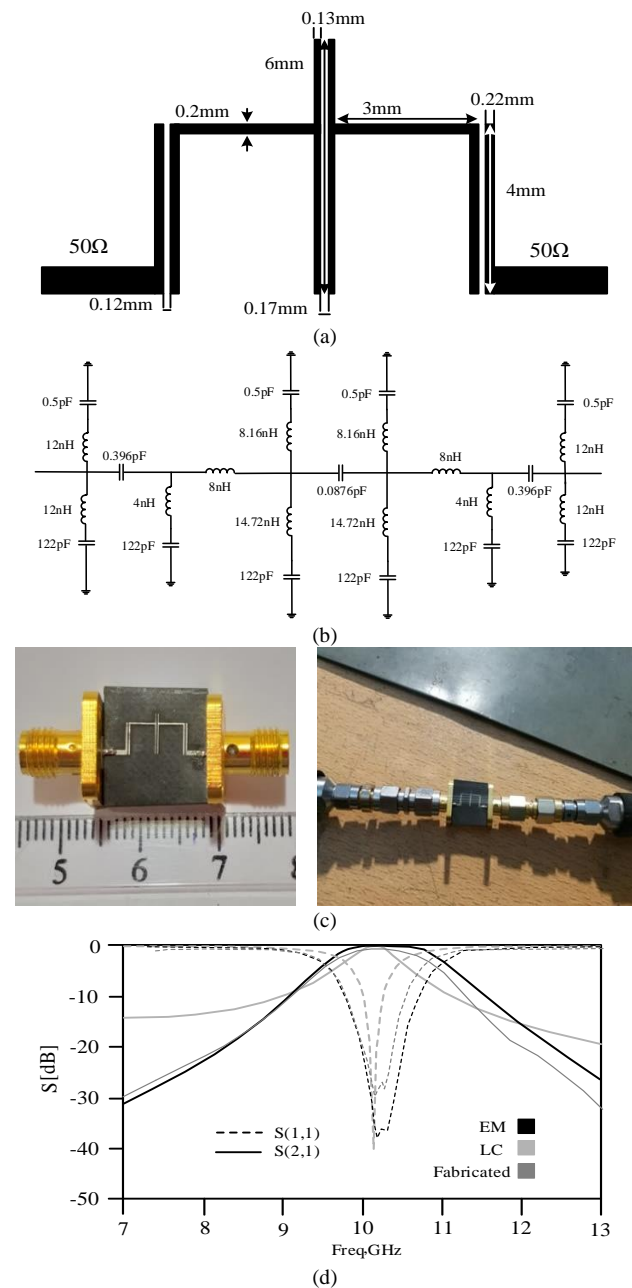 0.13mm
6mm
0.2mm
3mm
0.22mm
4mm
50Ω
50Ω
0.12mm
0.17mm
(a)
0.5pF
0.5pF
0.5pF
0.5pF
12nH
8.16nH
8.16nH
12nH
0.396pF
8nH
0.0876pF
8nH
0.396pF
12nH
4nH
14.72nH
14.72nH
4nH
12nH
122pF
122pF
122pF
122pF
122pF
122pF
(b)
5 6 7 8
(c)
0
-10
-20
-30
-40
-50
S[dB]
S(1,1)
S(2,1)
EM
LC
Fabricated
7 8 9 10 11 12 13
Freq.GHz
(d)